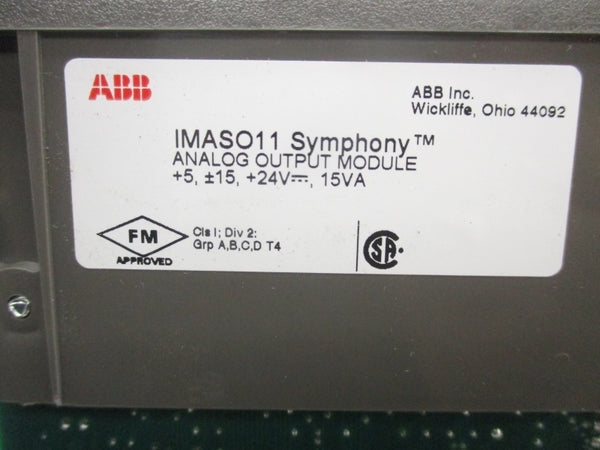 ABB
ABB Inc.
Wickliffe, Ohio 44092
IMASO11 Symphony™
ANALOG OUTPUT MODULE
+5, ±15, +24V⎓, 15VA
FM
APPROVED
Cls I; Div 2:
Grp A,B,C,D T4
SA